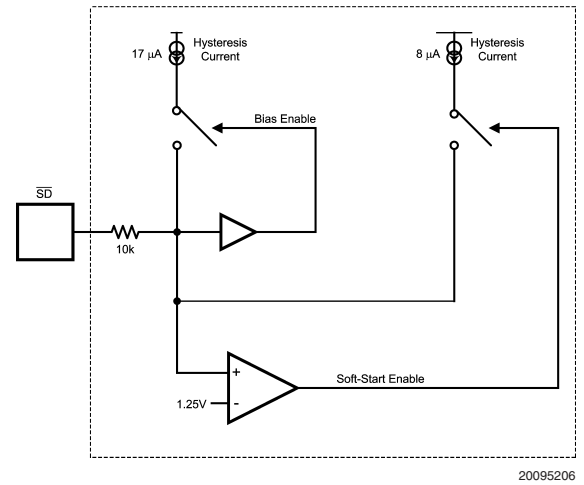 17 μA
Hysteresis
Current
8 μA
Hysteresis
Current
Bias Enable
SD
10k
+
1.25V
-
Soft-Start Enable
20095206